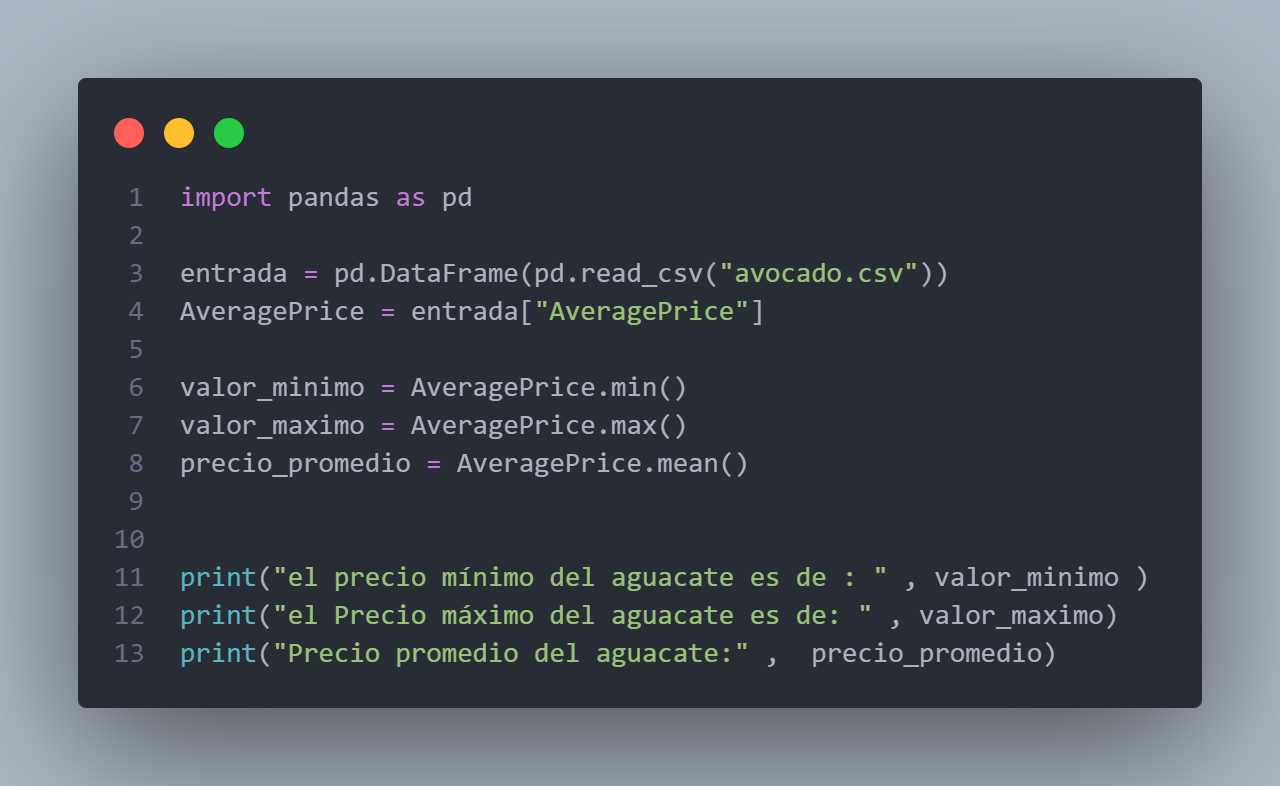 1 import pandas as pd
2
3 entrada = pd.DataFrame(pd.read_csv("avocado.csv"))
4 AveragePrice = entrada["AveragePrice"]
5
6 valor_minimo = AveragePrice.min()
7 valor_maximo = AveragePrice.max()
8 precio_promedio = AveragePrice.mean()
9
10
11 print("el precio mínimo del aguacate es de : " , valor_minimo )
12 print("el Precio máximo del aguacate es de: " , valor_maximo)
13 print("Precio promedio del aguacate:" ,  precio_promedio)